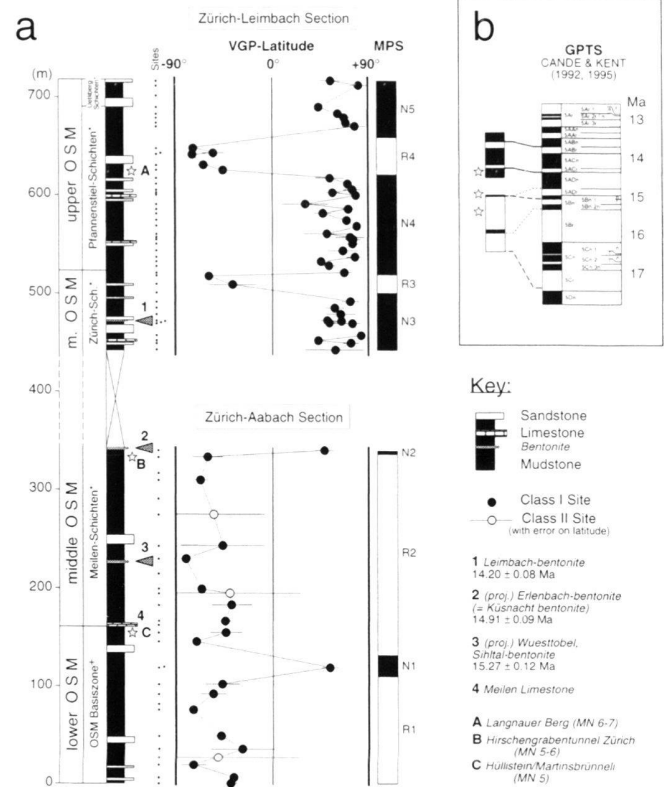 a
Zürich-Leimbach Section
Sites
VGP-Latitude
MPS
-90°
0°
+90°
(m)
700
600
500
400
300
200
100
0
upper OSM
m. OSM
middle OSM
lower OSM
Pfannenstiel-Schichten*
Zürich-Sch.*
Meilen-Schichten*
OSM Basiszone+
A
1
N5
R4
N4
R3
N3
Zürich-Aabach Section
2
B
3
4
C
N2
R2
N1
R1
b
GPTS
CANDE & KENT
(1992, 1995)
Ma
13
14
15
16
17
Key:
Sandstone
Limestone
Bentonite
Mudstone
Class I Site
Class II Site
(with error on latitude)
1 Leimbach-bentonite
14.20 ± 0.08 Ma
2 (proj.) Erlenbach-bentonite
(= Küsnacht bentonite)
14.91 ± 0.09 Ma
3 (proj.) Wuesttobel,
Sihltal-bentonite
15.27 ± 0.12 Ma
4 Meilen Limestone
A Langnauer Berg (MN 6-7)
B Hirschengrabentunnel Zürich
(MN 5-6)
C Hüllistein/Martinsbrünneli
(MN 5)